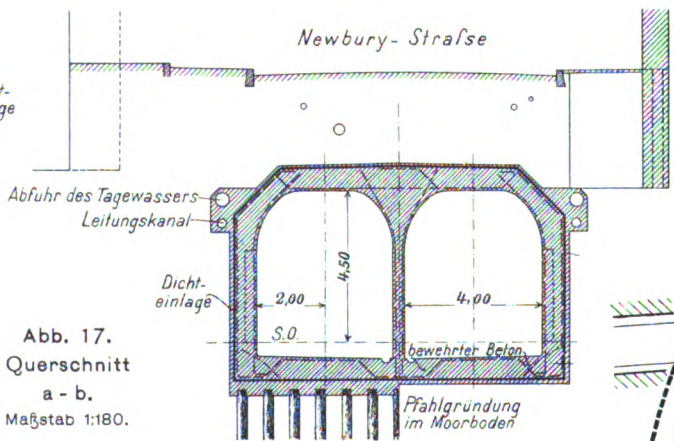 Newbury-Straſse
t-
ge
Abfuhr des Tagewassers
Leitungskanal
Dicht-
einlage
4,50
2,00
4,00
S.O.
bewehrter Beton
Abb. 17.
Querschnitt
a - b.
Maßstab 1:180.
Pfahlgründung
im Moorboden